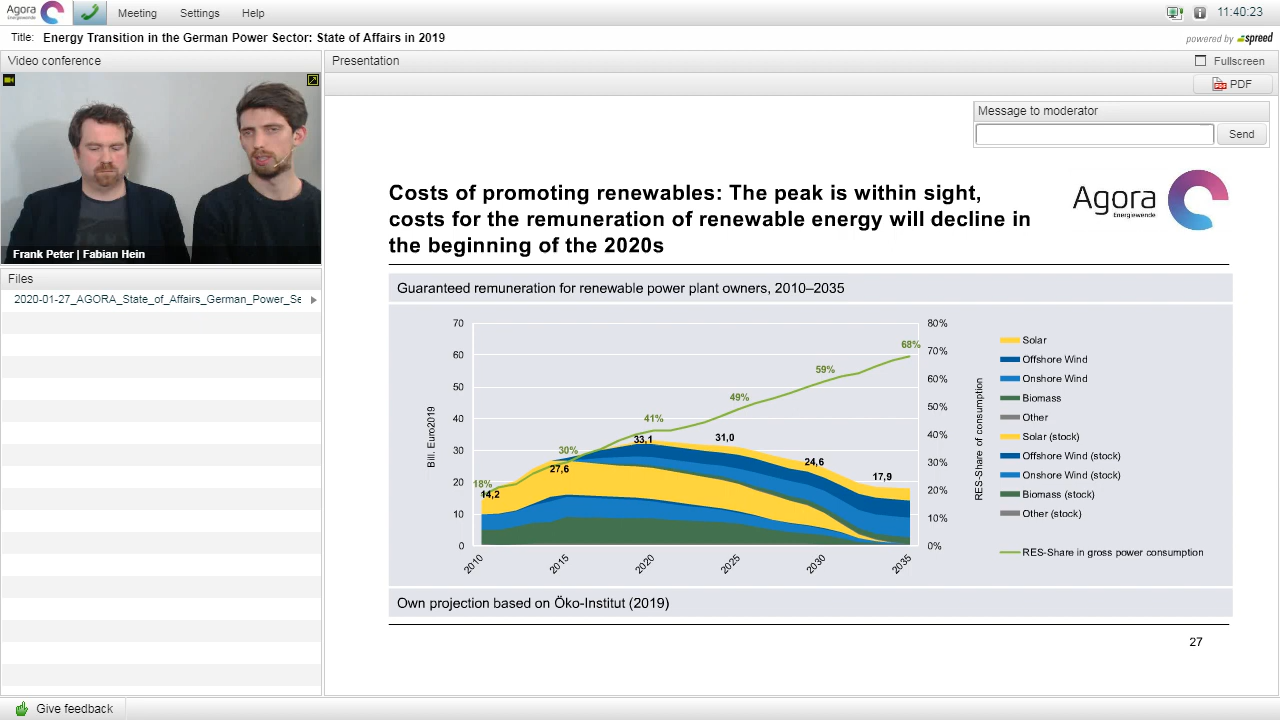 Agora
Energiewende
Meeting
Settings
Help
11:40:23
Title: Energy Transition in the German Power Sector: State of Affairs in 2019
powered by spreed
Video conference
Frank Peter | Fabian Hein
Files
2020-01-27_AGORA_State_of_Affairs_German_Power_Se
Presentation
Fullscreen
PDF
Message to moderator
Send
Costs of promoting renewables: The peak is within sight,
costs for the remuneration of renewable energy will decline in
the beginning of the 2020s
Agora
Energiewende
Guaranteed remuneration for renewable power plant owners, 2010–2035
Bill. Euro2019
70
60
50
40
30
20
10
0
18%
30%
41%
49%
59%
68%
14,2
27,6
33,1
31,0
24,6
17,9
2010
2015
2020
2025
2030
2035
80%
70%
60%
50%
40%
30%
20%
10%
0%
RES-Share of consumption
Solar
Offshore Wind
Onshore Wind
Biomass
Other
Solar (stock)
Offshore Wind (stock)
Onshore Wind (stock)
Biomass (stock)
Other (stock)
RES-Share in gross power consumption
Own projection based on Öko-Institut (2019)
27
Give feedback